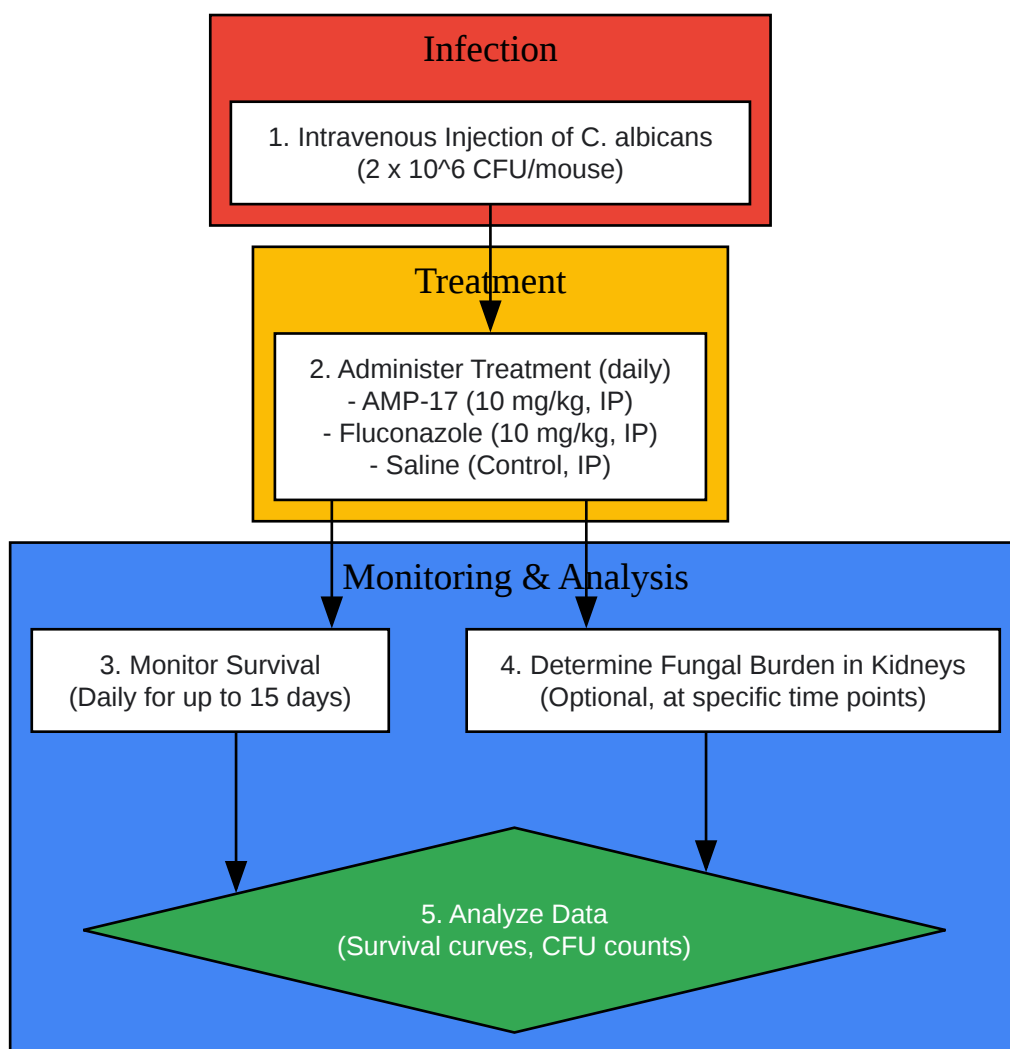 Infection
1. Intravenous Injection of C. albicans
(2 x 10^6 CFU/mouse)
Treatment
2. Administer Treatment (daily)
- AMP-17 (10 mg/kg, IP)
- Fluconazole (10 mg/kg, IP)
- Saline (Control, IP)
Monitoring & Analysis
3. Monitor Survival
(Daily for up to 15 days)
4. Determine Fungal Burden in Kidneys
(Optional, at specific time points)
5. Analyze Data
(Survival curves, CFU counts)